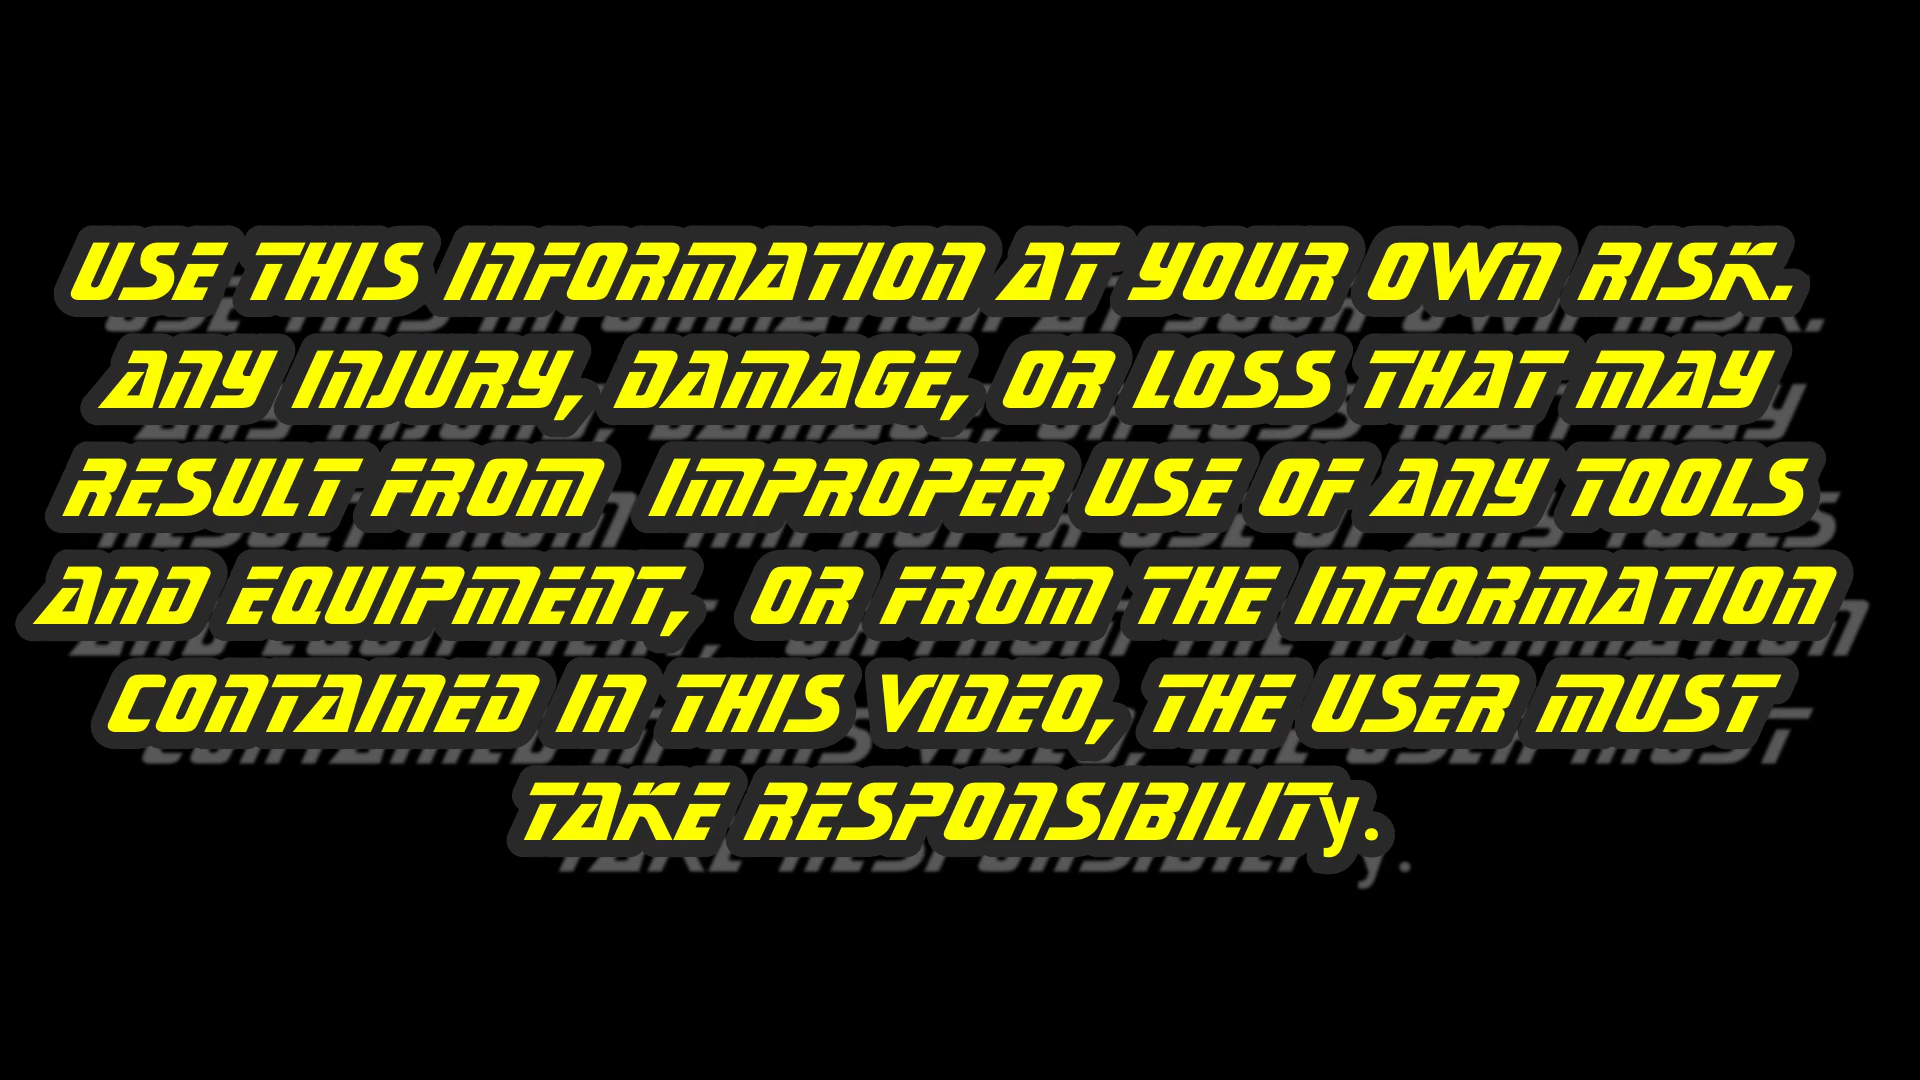 USE THIS INFORMATION AT YOUR OWN RISK.
ANY INJURY, DAMAGE, OR LOSS THAT MAY
RESULT FROM IMPROPER USE OF ANY TOOLS
AND EQUIPMENT, OR FROM THE INFORMATION
CONTAINED IN THIS VIDEO, THE USER MUST
TAKE RESPONSIBILITy.